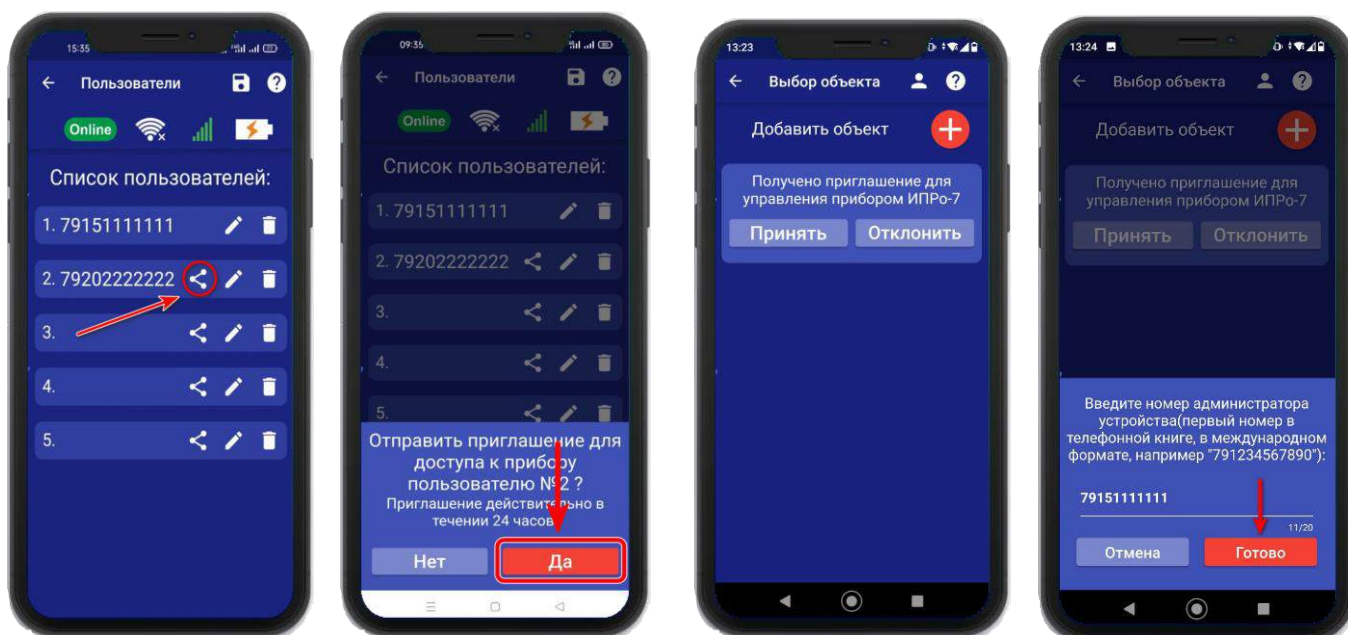 15:35
Пользователи
Online
Список пользователей:
1. 79151111111
2. 79202222222
3.
4.
5.
09:35
Пользователи
Online
Список пользователей:
1. 79151111111
2. 79202222222
3.
4.
5.
Отправить приглашение для
доступа к прибору
пользователю №2 ?
Приглашение действительно в
течении 24 часов
Нет
Да
13:23
Выбор объекта
Добавить объект
Получено приглашение для
управления прибором ИПРо-7
Принять
Отклонить
13:24
Выбор объекта
Добавить объект
Получено приглашение для
управления прибором ИПРо-7
Принять
Отклонить
Введите номер администратора
устройства(первый номер в
телефонной книге, в международном
формате, например "791234567890"):
79151111111
11/20
Отмена
Готово